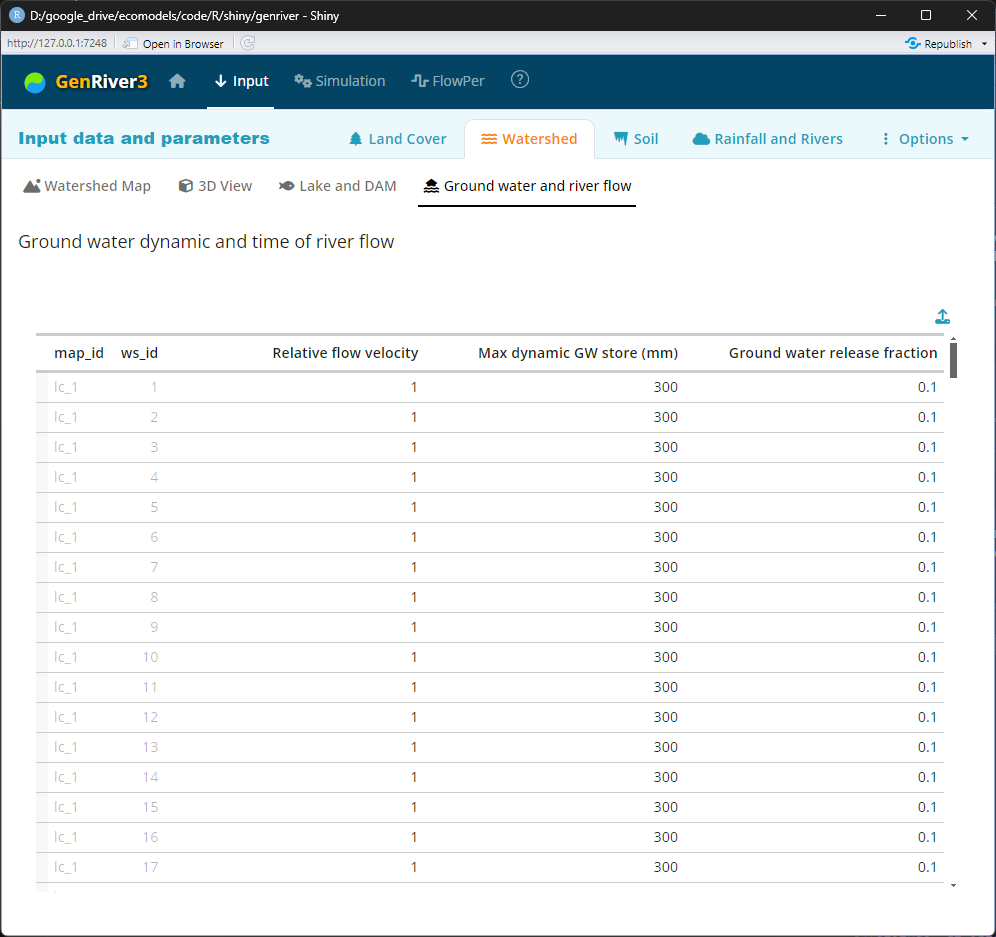 D:/google_drive/ecomodels/code/R/shiny/genriver - Shiny
http://127.0.0.1:7248 Open in Browser Republish
GenRiver3 Input Simulation FlowPer ?
Input data and parameters Land Cover Watershed Soil Rainfall and Rivers Options
Watershed Map 3D View Lake and DAM Ground water and river flow
Ground water dynamic and time of river flow
map_id ws_id Relative flow velocity Max dynamic GW store (mm) Ground water release fraction
lc_1 1 1 300 0.1
lc_1 2 1 300 0.1
lc_1 3 1 300 0.1
lc_1 4 1 300 0.1
lc_1 5 1 300 0.1
lc_1 6 1 300 0.1
lc_1 7 1 300 0.1
lc_1 8 1 300 0.1
lc_1 9 1 300 0.1
lc_1 10 1 300 0.1
lc_1 11 1 300 0.1
lc_1 12 1 300 0.1
lc_1 13 1 300 0.1
lc_1 14 1 300 0.1
lc_1 15 1 300 0.1
lc_1 16 1 300 0.1
lc_1 17 1 300 0.1